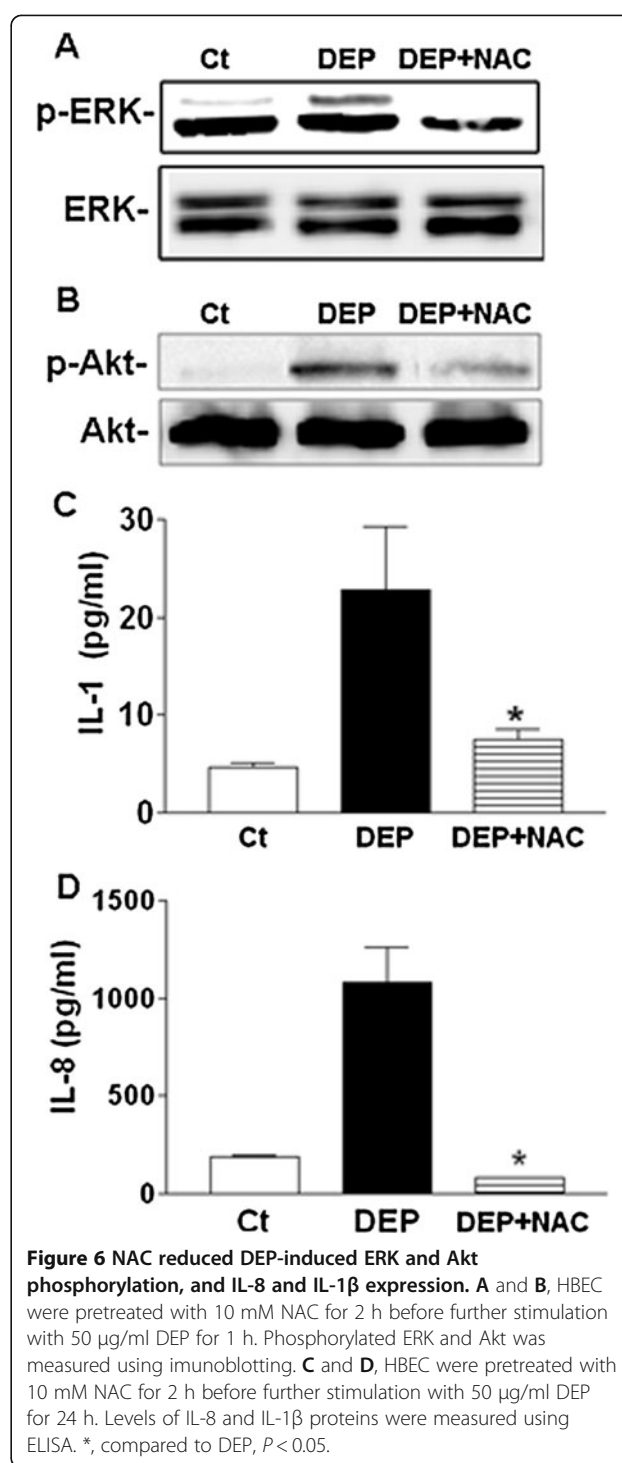 A
Ct DEP DEP+NAC
p-ERK-
ERK-
B
Ct DEP DEP+NAC
p-Akt-
Akt-
C
30
20
10
0
IL-1 (pg/ml)
*
Ct DEP DEP+NAC
D
1500
1000
500
0
IL-8 (pg/ml)
*
Ct DEP DEP+NAC
Figure 6 NAC reduced DEP-induced ERK and Akt
phosphorylation, and IL-8 and IL-1β expression. A and B, HBEC
were pretreated with 10 mM NAC for 2 h before further stimulation
with 50 μg/ml DEP for 1 h. Phosphorylated ERK and Akt was
measured using imunoblotting. C and D, HBEC were pretreated with
10 mM NAC for 2 h before further stimulation with 50 μg/ml DEP
for 24 h. Levels of IL-8 and IL-1β proteins were measured using
ELISA. *, compared to DEP, P < 0.05.